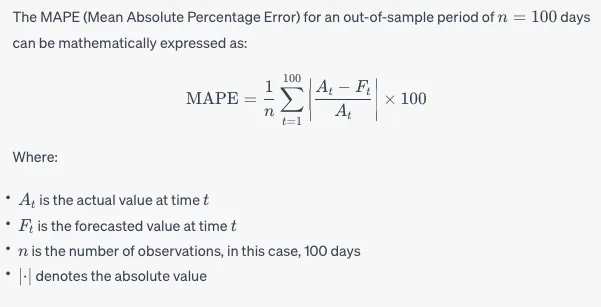 The MAPE (Mean Absolute Percentage Error) for an out-of-sample period of n = 100 days
can be mathematically expressed as:
MAPE = \frac{1}{n} \sum_{t=1}^{100} \left| \frac{A_t - F_t}{A_t} \right| \times 100
Where:
• A_t is the actual value at time t
• F_t is the forecasted value at time t
• n is the number of observations, in this case, 100 days
• |·| denotes the absolute value